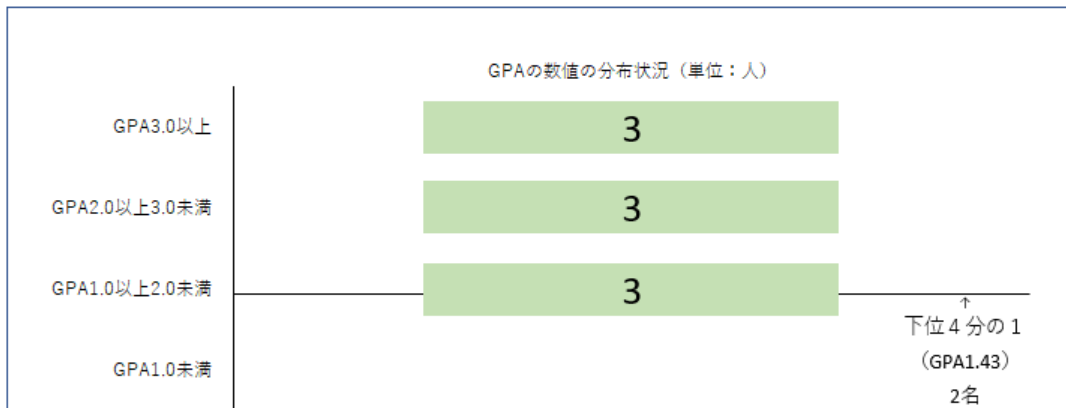 GPAの数値の分布状況（単位：人）
GPA3.0以上
3
GPA2.0以上3.0未満
3
GPA1.0以上2.0未満
3
↑
下位４分の１
（GPA1.43）
2名
GPA1.0未満